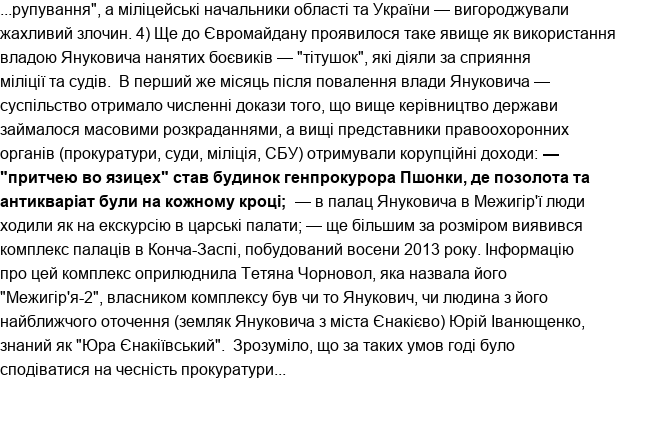 ...рупування", а міліцейські начальники області та України — вигороджували
жахливий злочин. 4) Ще до Євромайдану проявилося таке явище як використання
владою Януковича нанятих боєвиків — "тітушок", які діяли за сприяння
міліції та судів.  В перший же місяць після повалення влади Януковича —
суспільство отримало численні докази того, що вище керівництво держави
займалося масовими розкраданнями, а вищі представники правоохоронних
органів (прокуратури, суди, міліція, СБУ) отримували корупційні доходи: —
"притчею во язицех" став будинок генпрокурора Пшонки, де позолота та
антикваріат були на кожному кроці;  — в палац Януковича в Межигір'ї люди
ходили як на екскурсію в царські палати; — ще більшим за розміром виявився
комплекс палаців в Конча-Заспі, побудований восени 2013 року. Інформацію
про цей комплекс оприлюднила Тетяна Чорновол, яка назвала його
"Межигір'я-2", власником комплексу був чи то Янукович, чи людина з його
найближчого оточення (земляк Януковича з міста Єнакієво) Юрій Іванющенко,
знаний як "Юра Єнакіївський".  Зрозуміло, що за таких умов годі було
сподіватися на чесність прокуратури...